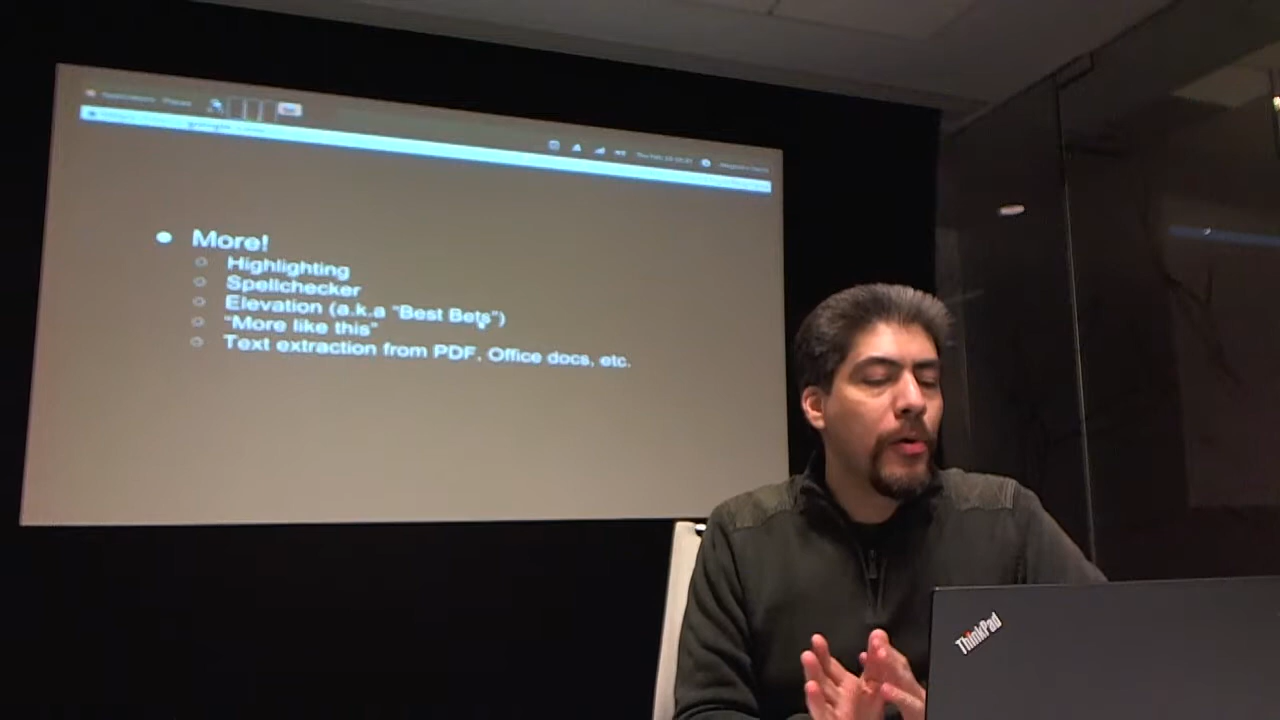 More!
Highlighting
Spellchecker
Elevation (a.k.a "Best Bets")
"More like this"
Text extraction from PDF, Office docs, etc.
ThinkPad